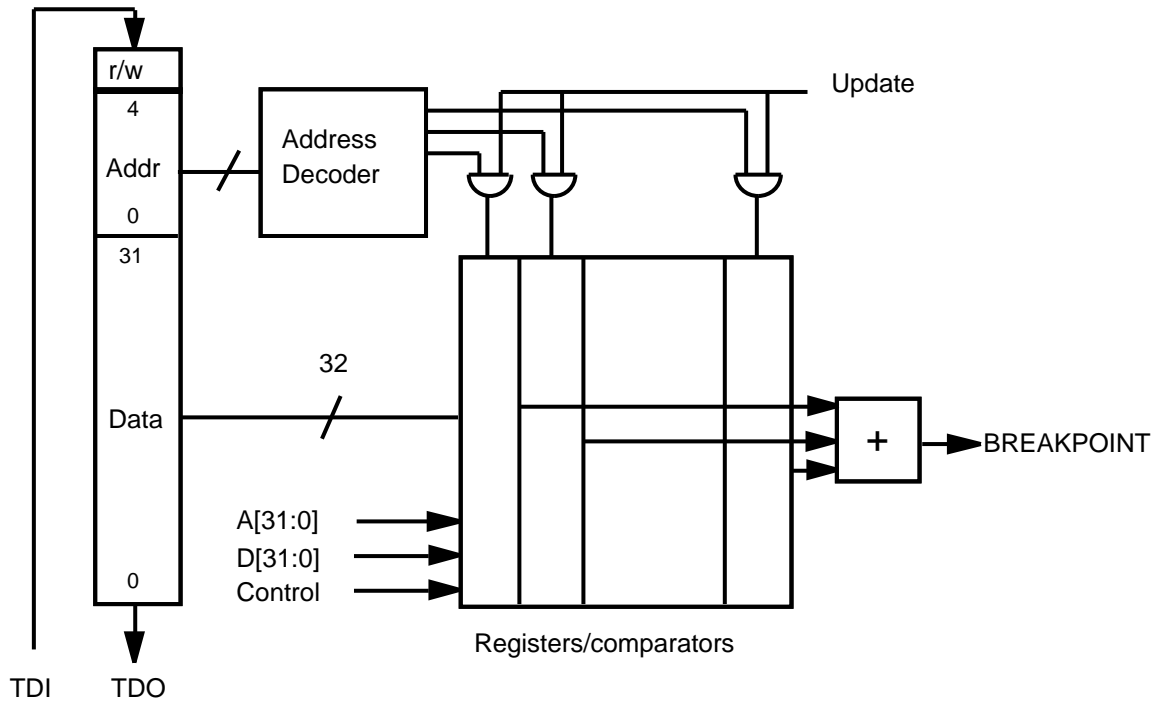 r/w
4
Addr
0
31
Data
0
TDI
TDO
Address
Decoder
Update
32
A[31:0]
D[31:0]
Control
Registers/comparators
+
BREAKPOINT